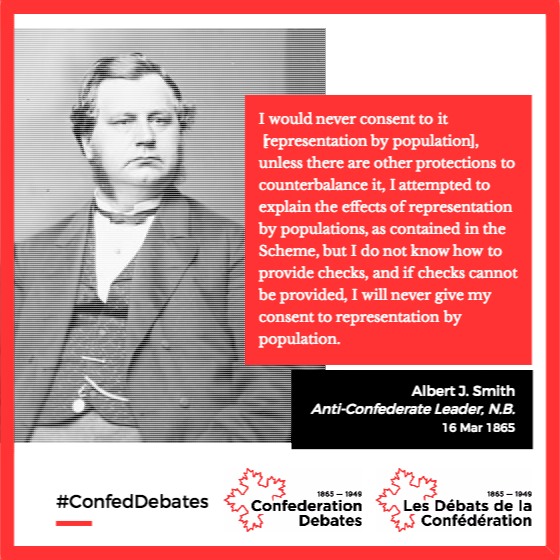 I would never consent to it
[representation by population],
unless there are other protections to
counterbalance it, I attempted to
explain the effects of representation
by populations, as contained in the
Scheme, but I do not know how to
provide checks, and if checks cannot
be provided, I will never give my
consent to representation by
population.
Albert J. Smith
Anti-Confederate Leader, N.B.
16 Mar 1865
#ConfedDebates
1865 — 1949
Confederation
Debates
1865 — 1949
Les Débats de la
Confédération